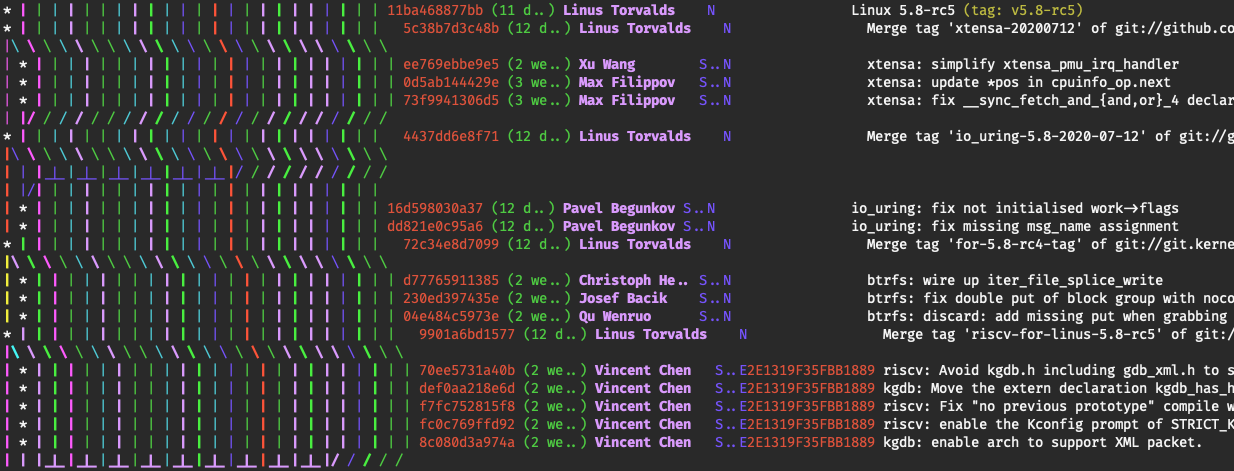 11ba468877bb (11 d..) Linus Torvalds N Linux 5.8-rc5 (tag: v5.8-rc5)
5c38b7d3c48b (12 d..) Linus Torvalds N Merge tag 'xtensa-20200712' of git://github.co
ee769ebbe9e5 (2 we..) Xu Wang S..N xtensa: simplify xtensa_pmu_irq_handler
0d5ab144429e (3 we..) Max Filippov S..N xtensa: update *pos in cpuinfo_op.next
73f9941306d5 (3 we..) Max Filippov S..N xtensa: fix __sync_fetch_and_{and,or}_4 declar
4437dd6e8f71 (12 d..) Linus Torvalds N Merge tag 'io_uring-5.8-2020-07-12' of git://g
16d598030a37 (12 d..) Pavel Begunkov S..N io_uring: fix not initialised work->flags
dd821e0c95a6 (12 d..) Pavel Begunkov S..N io_uring: fix missing msg_name assignment
72c34e8d7099 (12 d..) Linus Torvalds N Merge tag 'for-5.8-rc4-tag' of git://git.kerne
d77765911385 (2 we..) Christoph He.. S..N btrfs: wire up iter_file_splice_write
230ed397435e (2 we..) Josef Bacik S..N btrfs: fix double put of block group with noco
04e484c5973e (2 we..) Qu Wenruo S..N btrfs: discard: add missing put when grabbing
9901a6bd1577 (12 d..) Linus Torvalds N Merge tag 'riscv-for-linus-5.8-rc5' of git:/
70ee5731a40b (2 we..) Vincent Chen S..E2E1319F35FBB1889 riscv: Avoid kgdb.h including gdb_xml.h to s
def0aa218e6d (2 we..) Vincent Chen S..E2E1319F35FBB1889 kgdb: Move the extern declaration kgdb_has_h
f7fc752815f8 (2 we..) Vincent Chen S..E2E1319F35FBB1889 riscv: Fix "no previous prototype" compile w
fc0c769ffd92 (2 we..) Vincent Chen S..E2E1319F35FBB1889 riscv: enable the Kconfig prompt of STRICT_K
8c080d3a974a (2 we..) Vincent Chen S..E2E1319F35FBB1889 kgdb: enable arch to support XML packet.